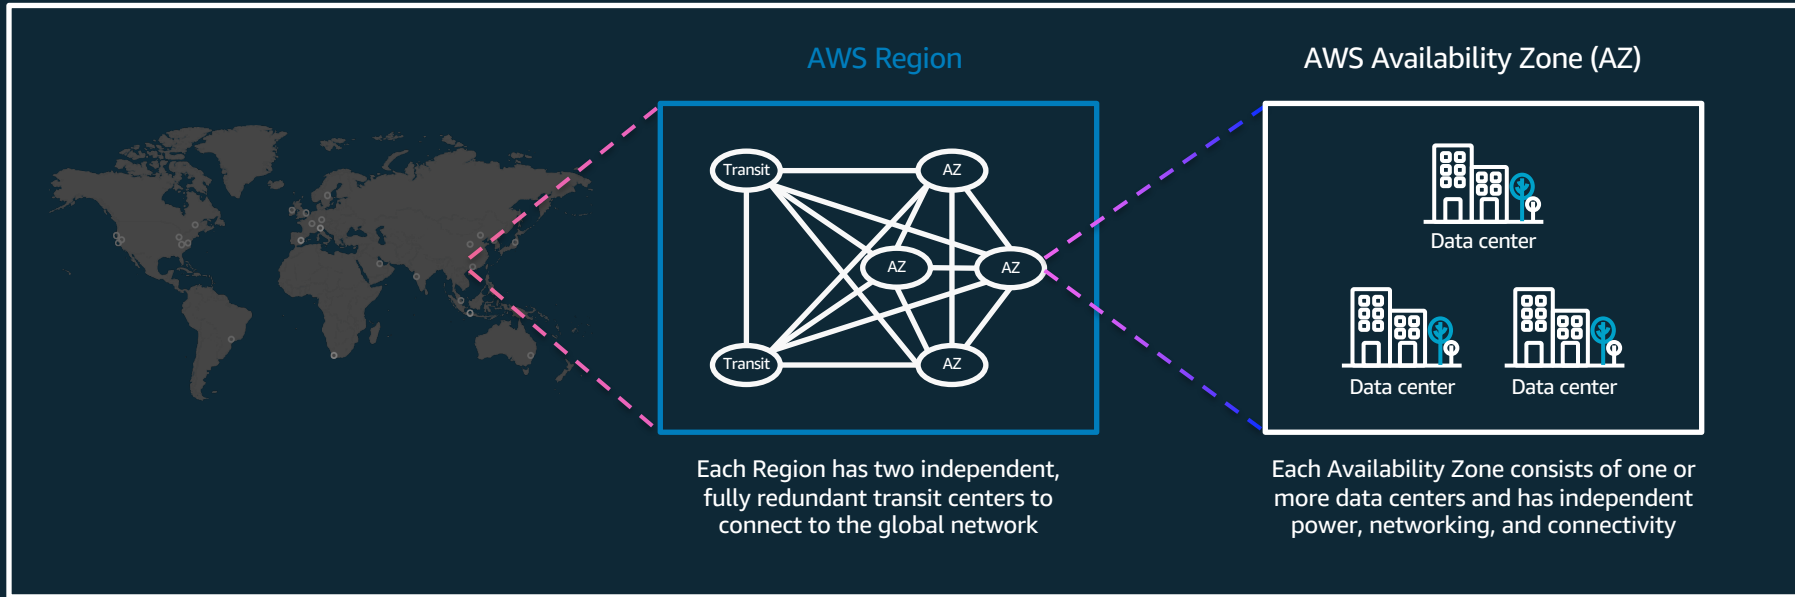 AWS Region
AWS Availability Zone (AZ)
Transit
AZ
AZ
AZ
Transit
AZ
Data center
Data center
Data center
Each Region has two independent,
fully redundant transit centers to
connect to the global network
Each Availability Zone consists of one or
more data centers and has independent
power, networking, and connectivity